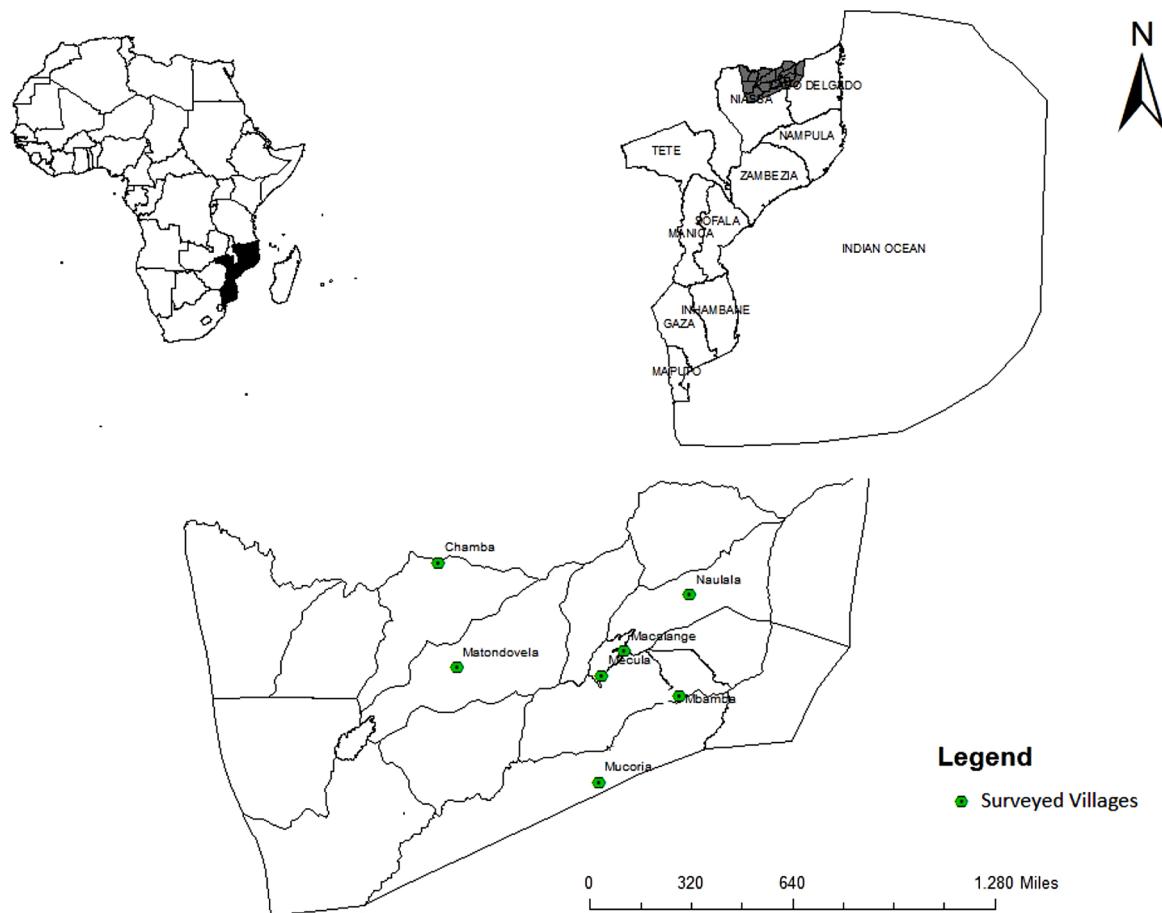 N
NIASSA
CABO DELGADO
NAMPULA
TETE
ZAMBEZIA
SOFALA
MANICA
INDIAN OCEAN
INHAMBANE
GAZA
MAPUTO
Chamba
Naulala
Macalange
Matondovela
Mecula
Mbamba
Mucoria
Legend
Surveyed Villages
0 320 640 1.280 Miles